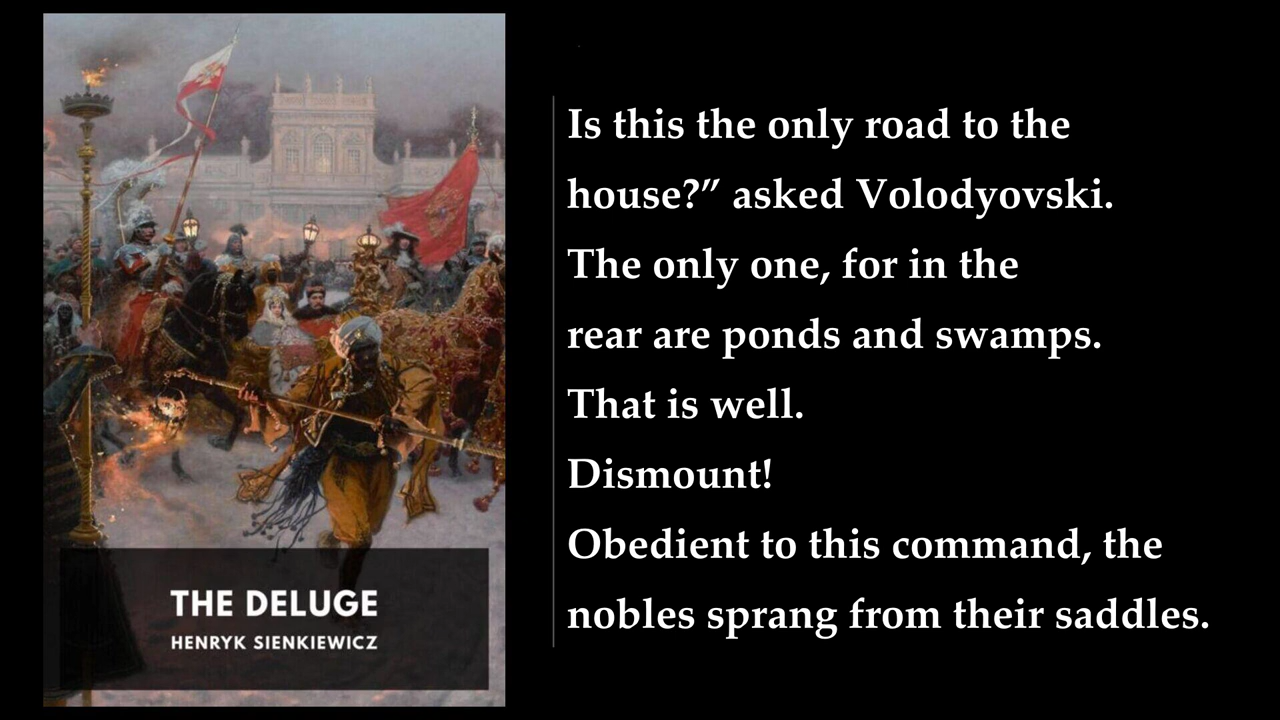 THE DELUGE
HENRYK SIENKIEWICZ
Is this the only road to the
house?” asked Volodyovski.
The only one, for in the
rear are ponds and swamps.
That is well.
Dismount!
Obedient to this command, the
nobles sprang from their saddles.